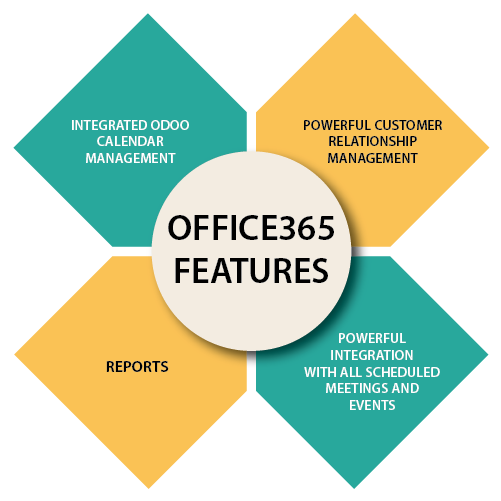 INTEGRATED ODOO
CALENDAR
MANAGEMENT
POWERFUL CUSTOMER
RELATIONSHIP
MANAGEMENT
OFFICE365
FEATURES
REPORTS
POWERFUL
INTEGRATION
WITH ALL SCHEDULED
MEETINGS AND
EVENTS